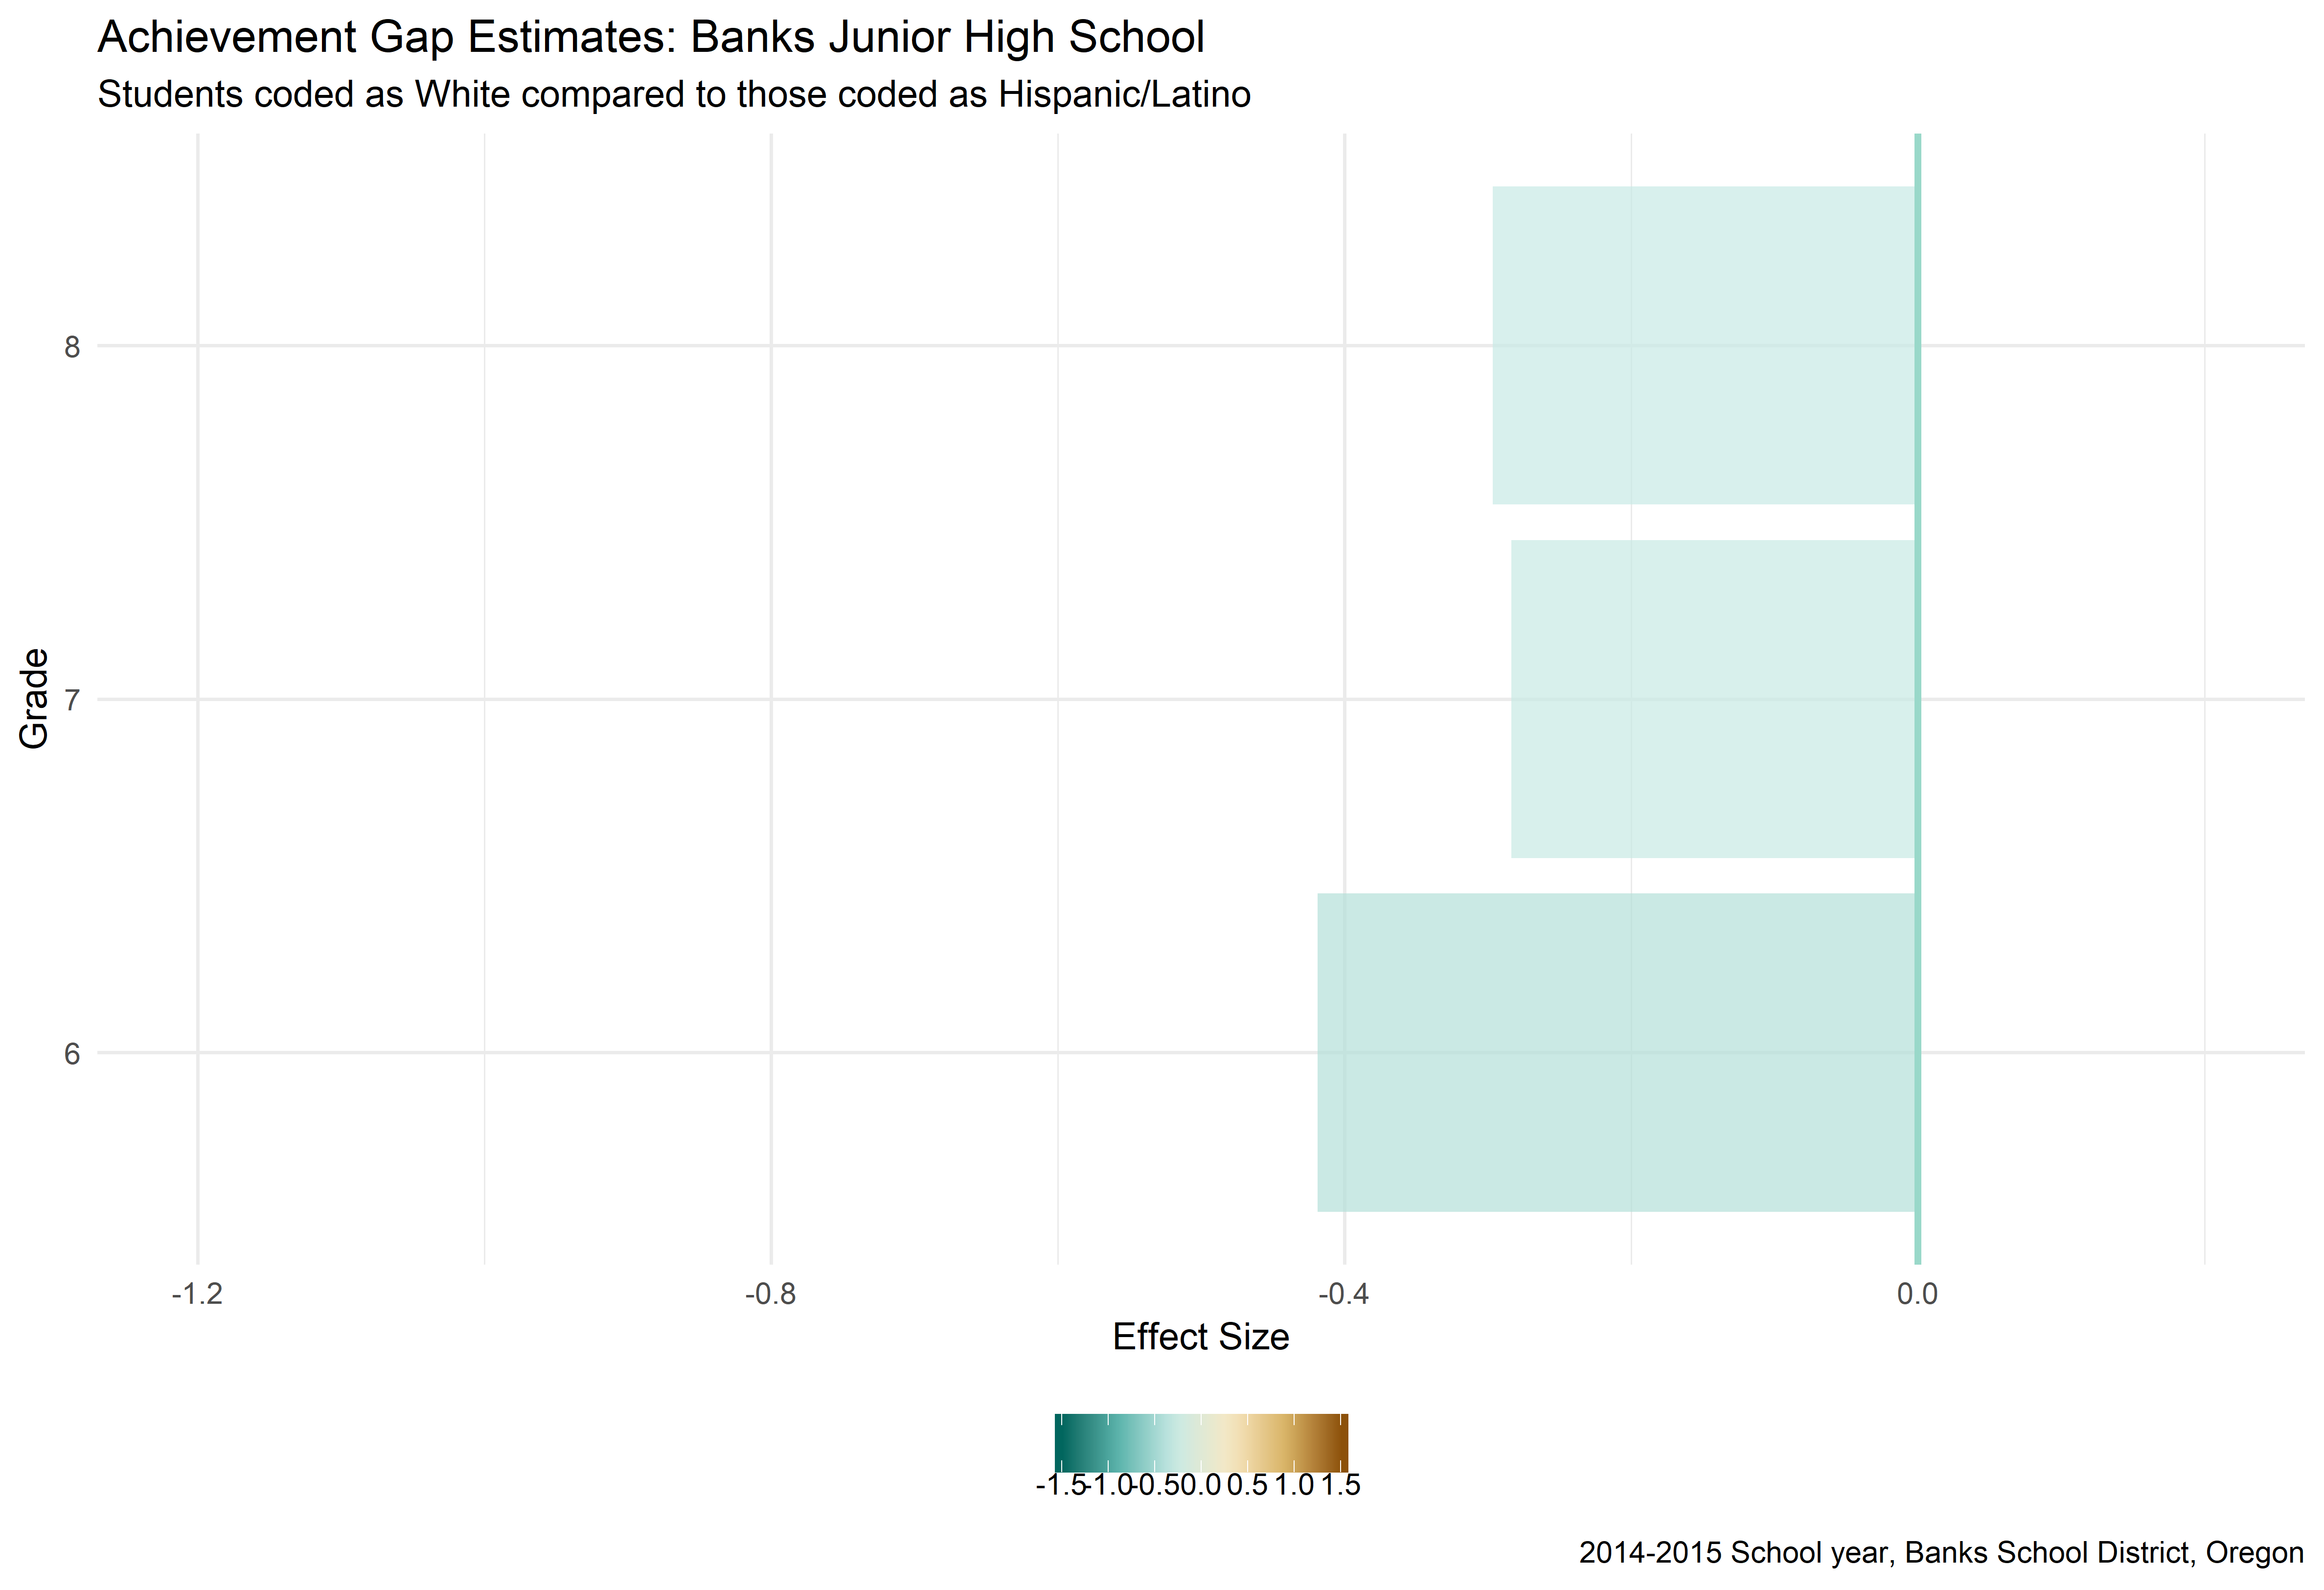 Achievement Gap Estimates: Banks Junior High School
Students coded as White compared to those coded as Hispanic/Latino
Grade
8
7
6
-1.2 -0.8 -0.4 0.0
Effect Size
-1.5 -1.0 -0.5 0.0 0.5 1.0 1.5
2014-2015 School year, Banks School District, Oregon